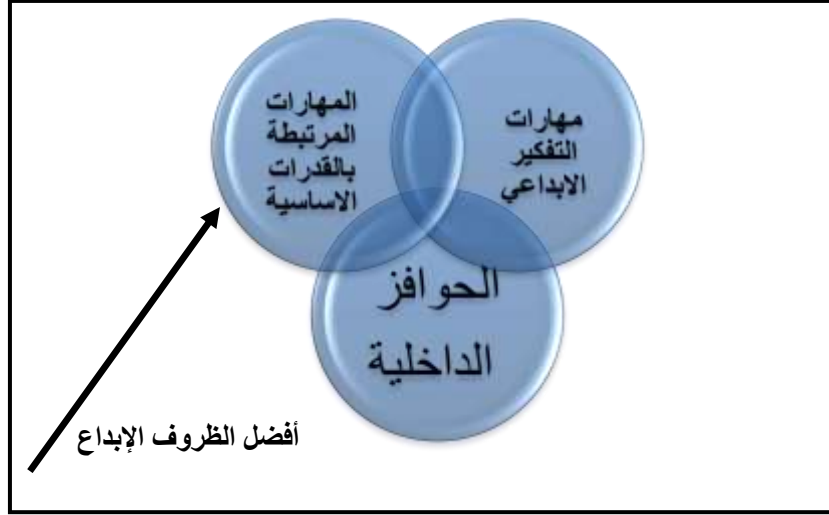 المهارات
المرتبطة
بالقدرات
الاساسية
مهارات
التفكير
الابداعي
الحوافز
الداخلية
أفضل الظروف الإبداع